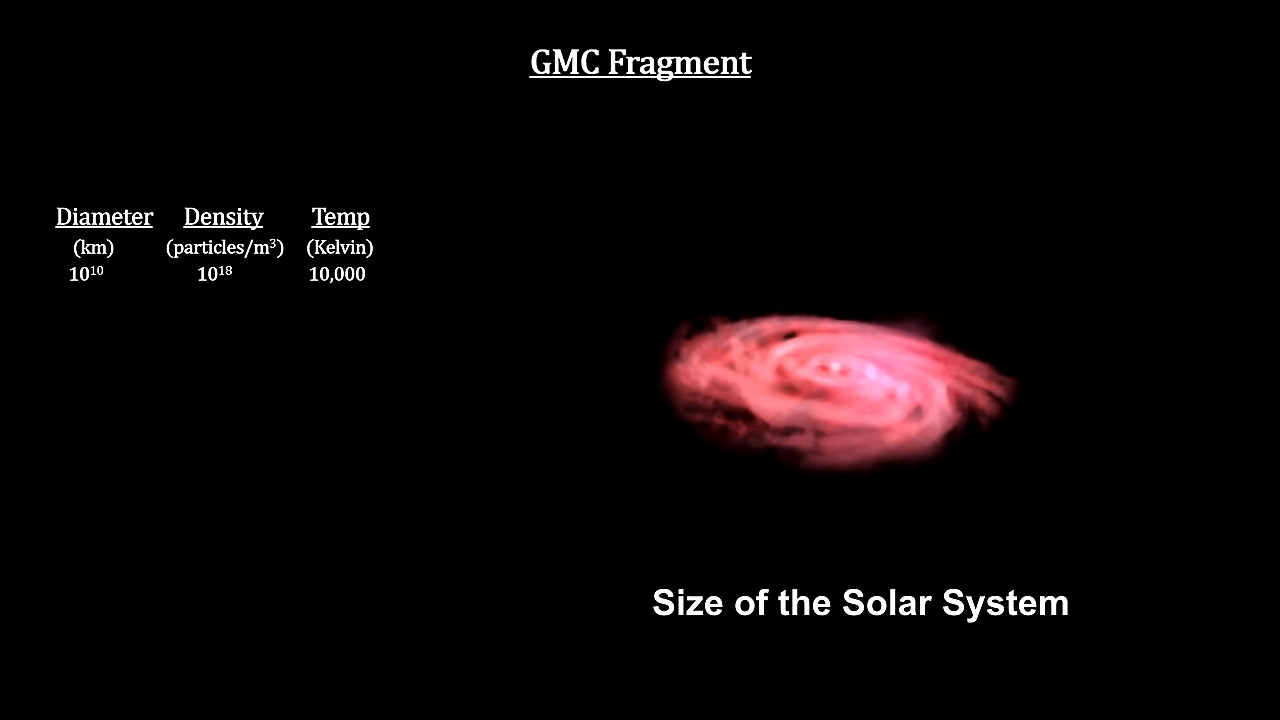 GMC Fragment
Diameter Density Temp
(km) (particles/m³) (Kelvin)
10¹⁰ 10¹⁸ 10,000
Size of the Solar System